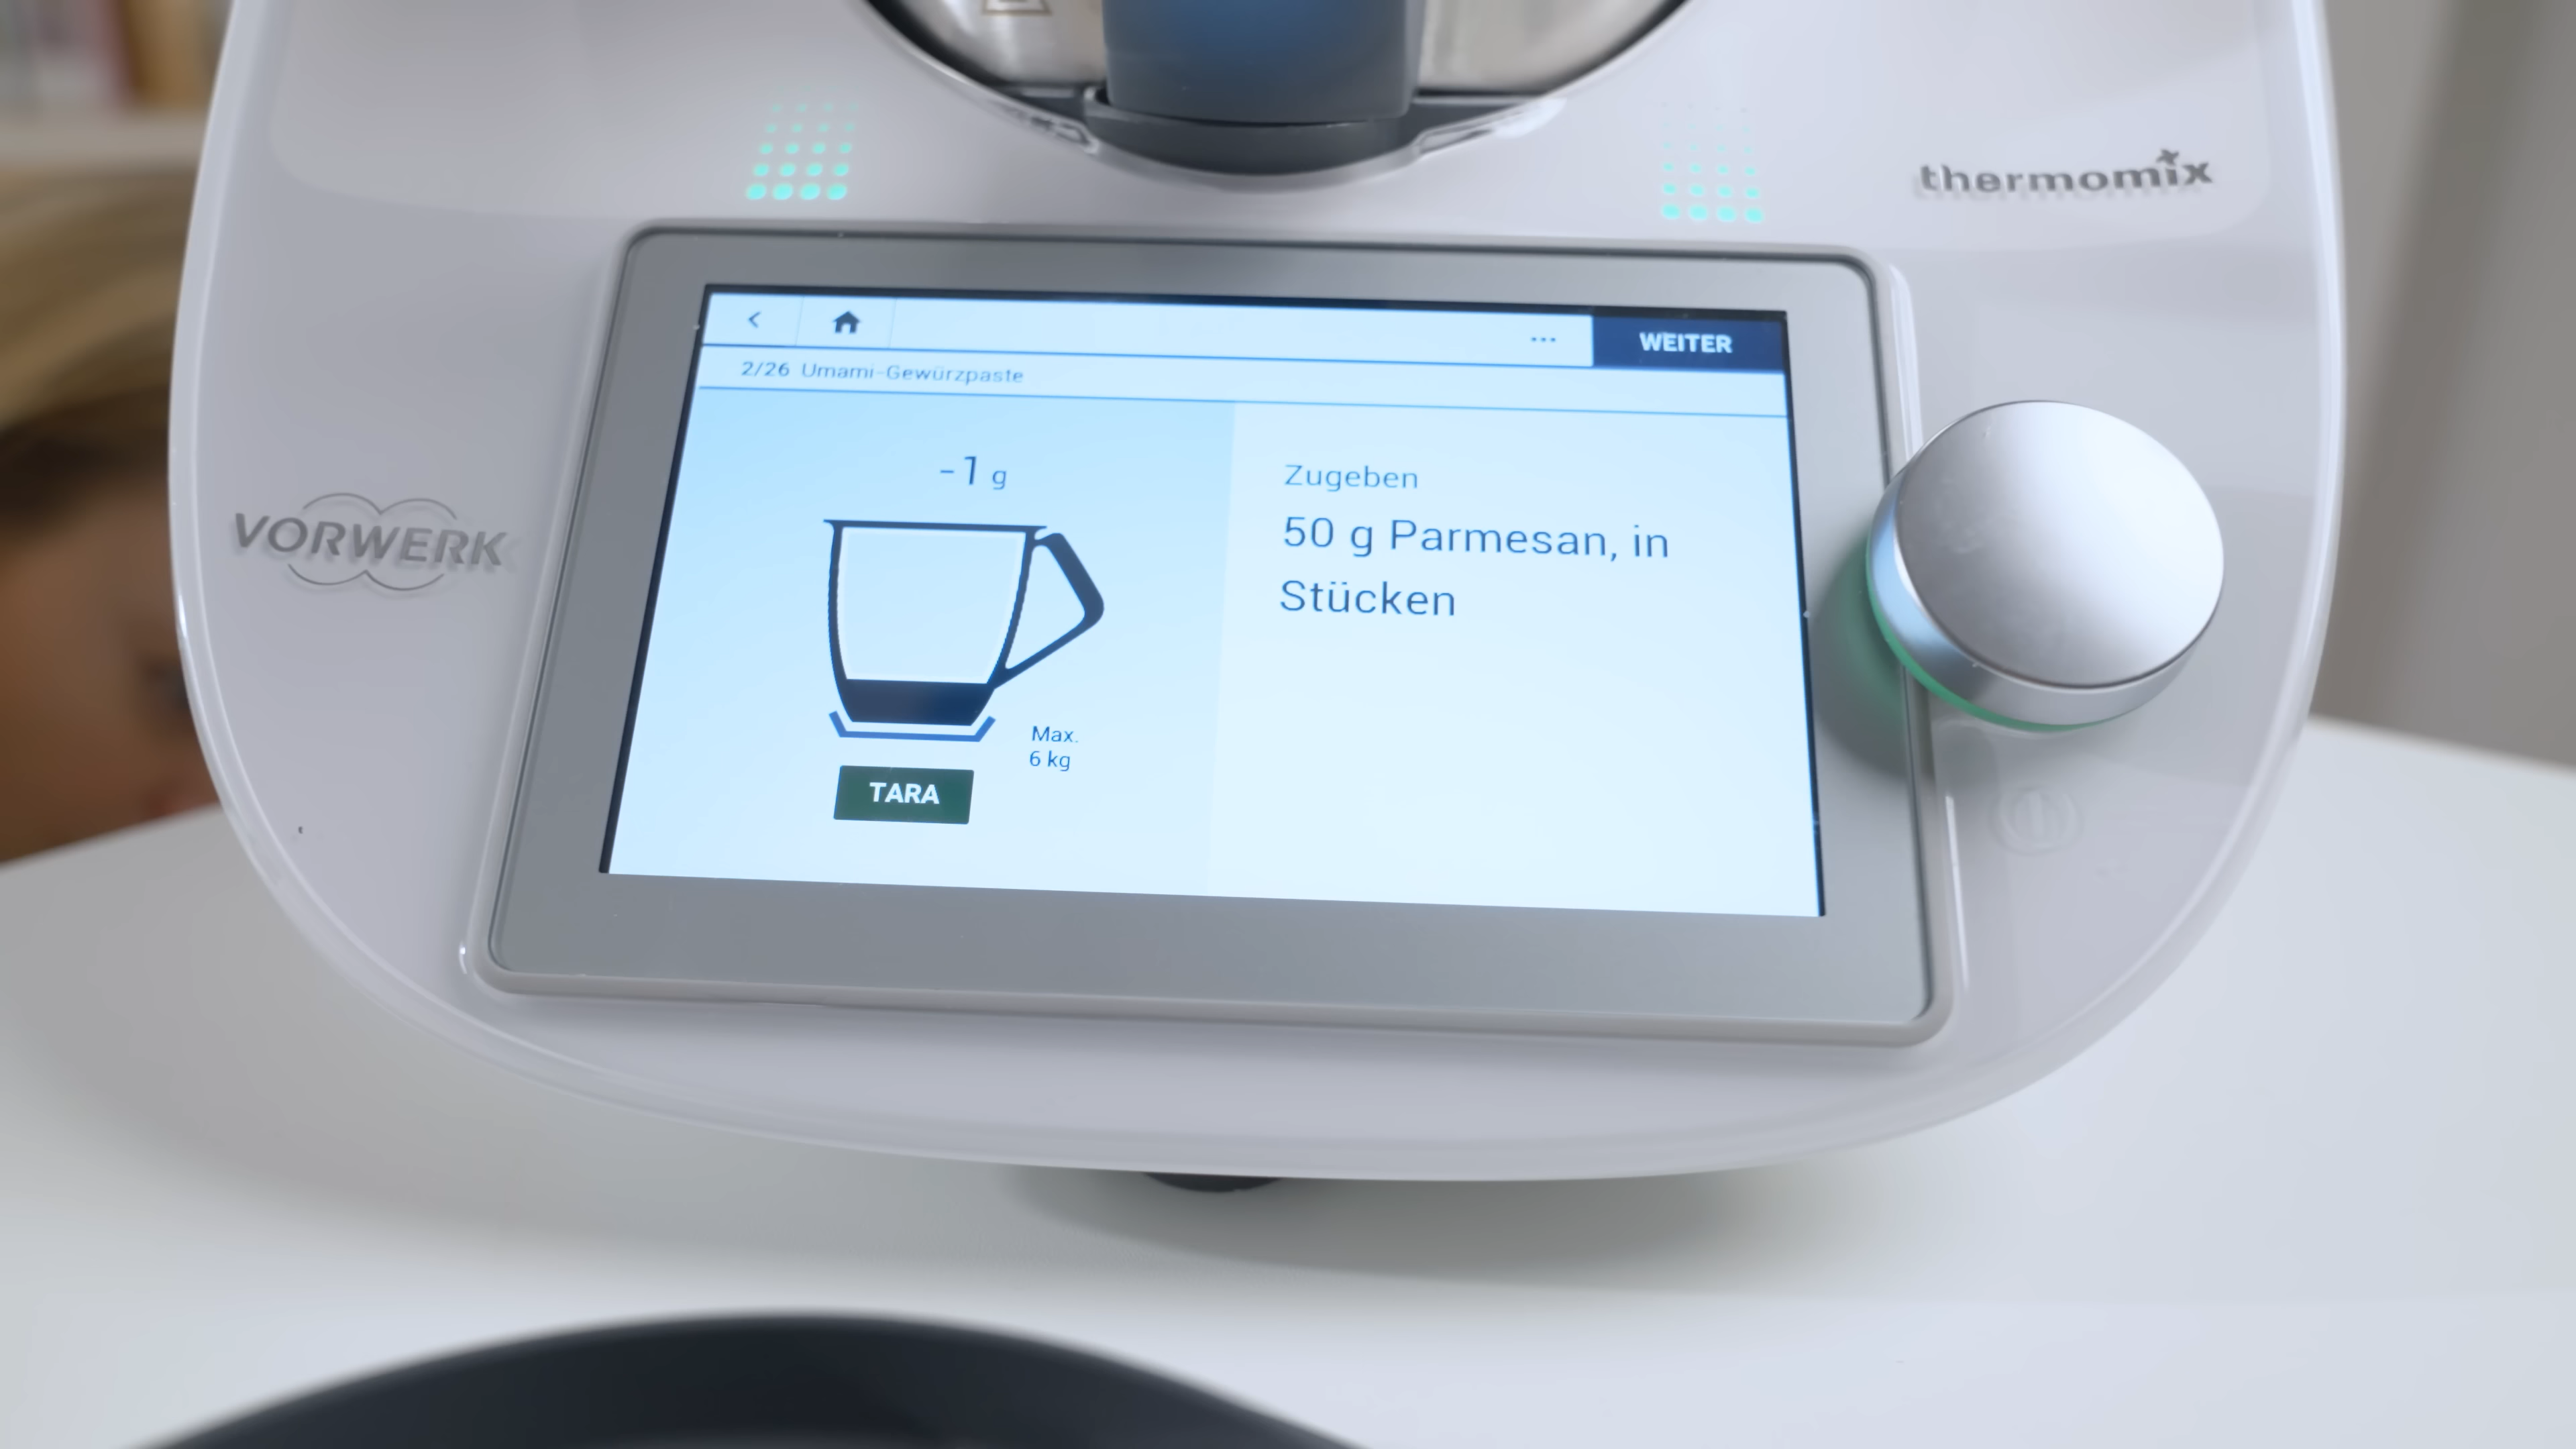 thermomix
VORWERK
WEITER
2/26 Umami-Gewürzpaste
-1 g
Max.
6 kg
TARA
Zugeben
50 g Parmesan, in
Stücken